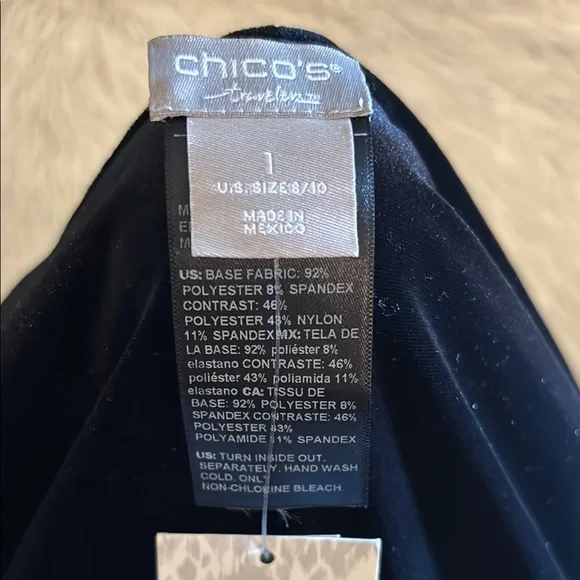 chico's®
travelers™
1
U.S. SIZE 8/10
MADE IN
MEXICO
US: BASE FABRIC: 92%
POLYESTER 8% SPANDEX
CONTRAST: 46%
POLYESTER 43% NYLON
11% SPANDEX MX: TELA DE
LA BASE: 92% poliéster 8%
elastano CONTRASTE: 46%
poliéster 43% poliamida 11%
elastano CA: TISSU DE
BASE: 92% POLYESTER 8%
SPANDEX CONTRASTE: 46%
POLYESTER 43%
POLYAMIDE 11% SPANDEX
US: TURN INSIDE OUT.
SEPARATELY. HAND WASH
COLD. ONLY
NON-CHLORINE BLEACH